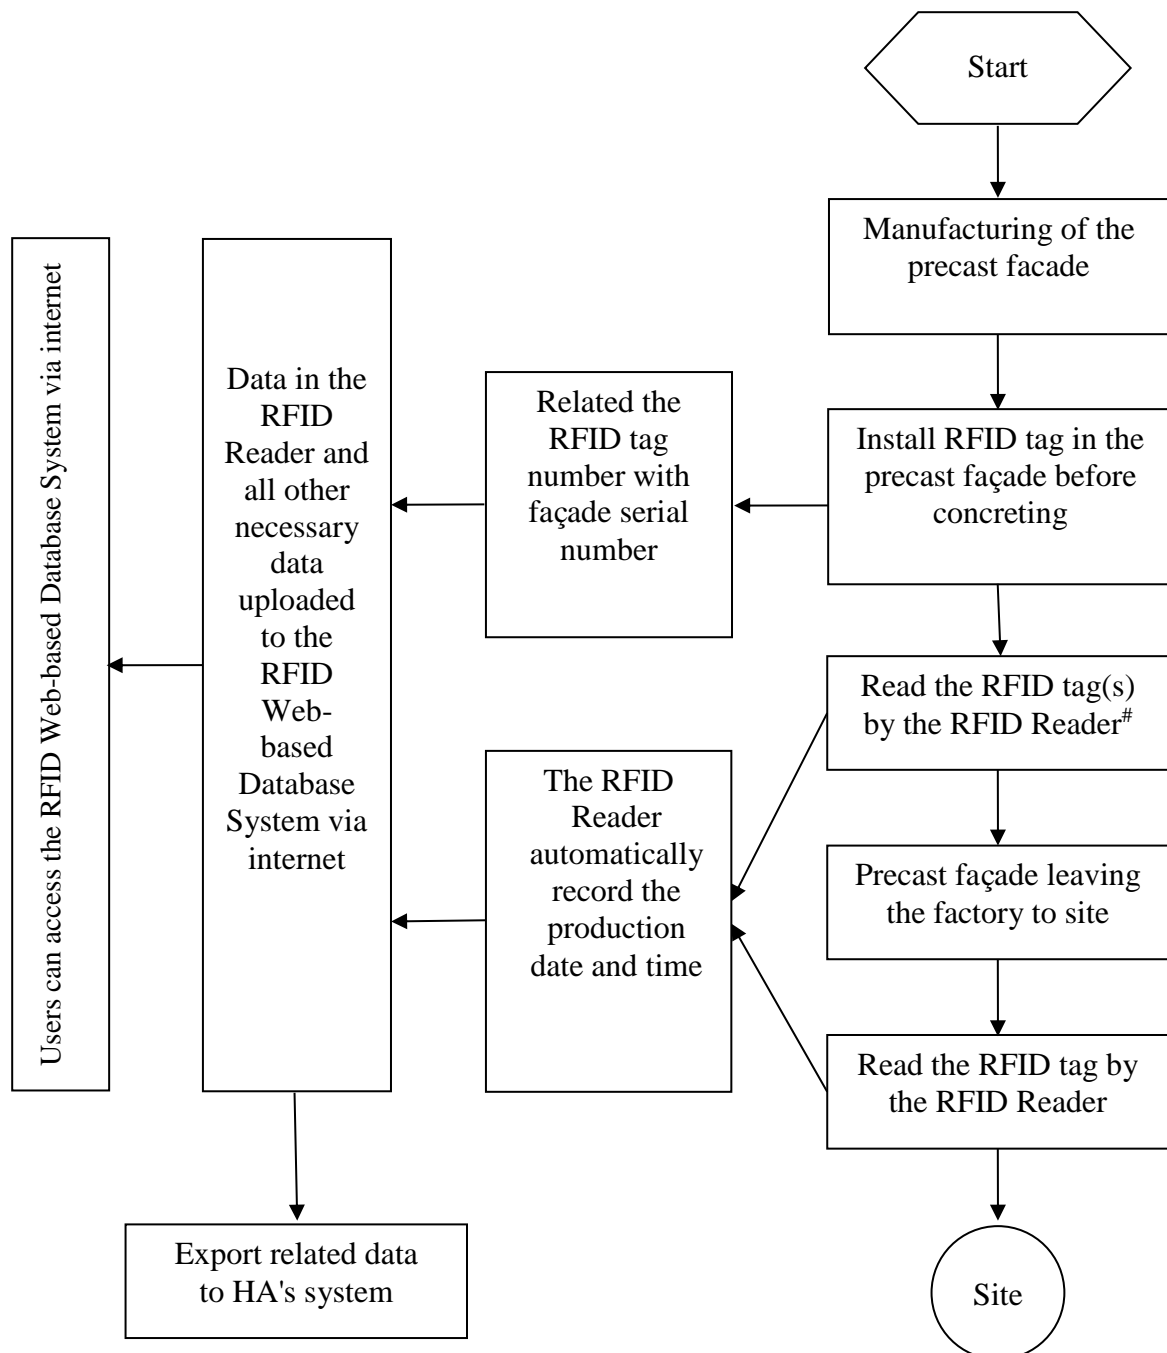 Start
Manufacturing of the
precast facade
Install RFID tag in the
precast façade before
concreting
Related the
RFID tag
number with
façade serial
number
Data in the
RFID
Reader and
all other
necessary
data
uploaded
to the
RFID
Web-
based
Database
System via
internet
Users can access the RFID Web-based Database System via internet
Read the RFID tag(s)
by the RFID Reader#
The RFID
Reader
automatically
record the
production
date and time
Precast façade leaving
the factory to site
Read the RFID tag by
the RFID Reader
Export related data
to HA's system
Site